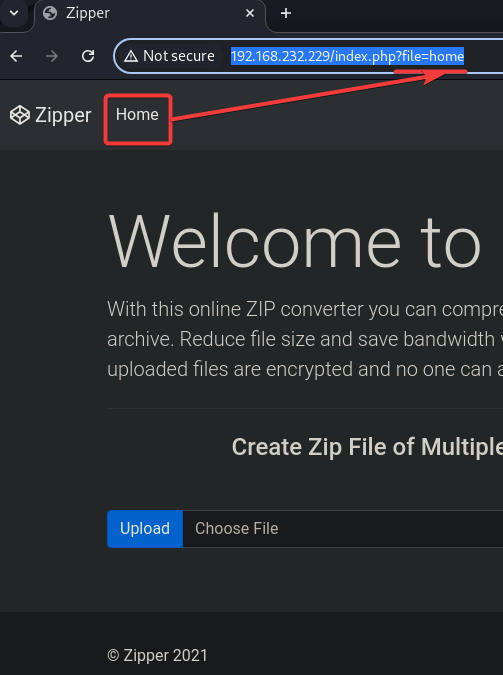 Zipper
Not secure 192.168.232.229/index.php?file=home
Zipper Home
Welcome to
With this online ZIP converter you can compre
archive. Reduce file size and save bandwidth
uploaded files are encrypted and no one can a
Create Zip File of Multiple
Upload Choose File
© Zipper 2021